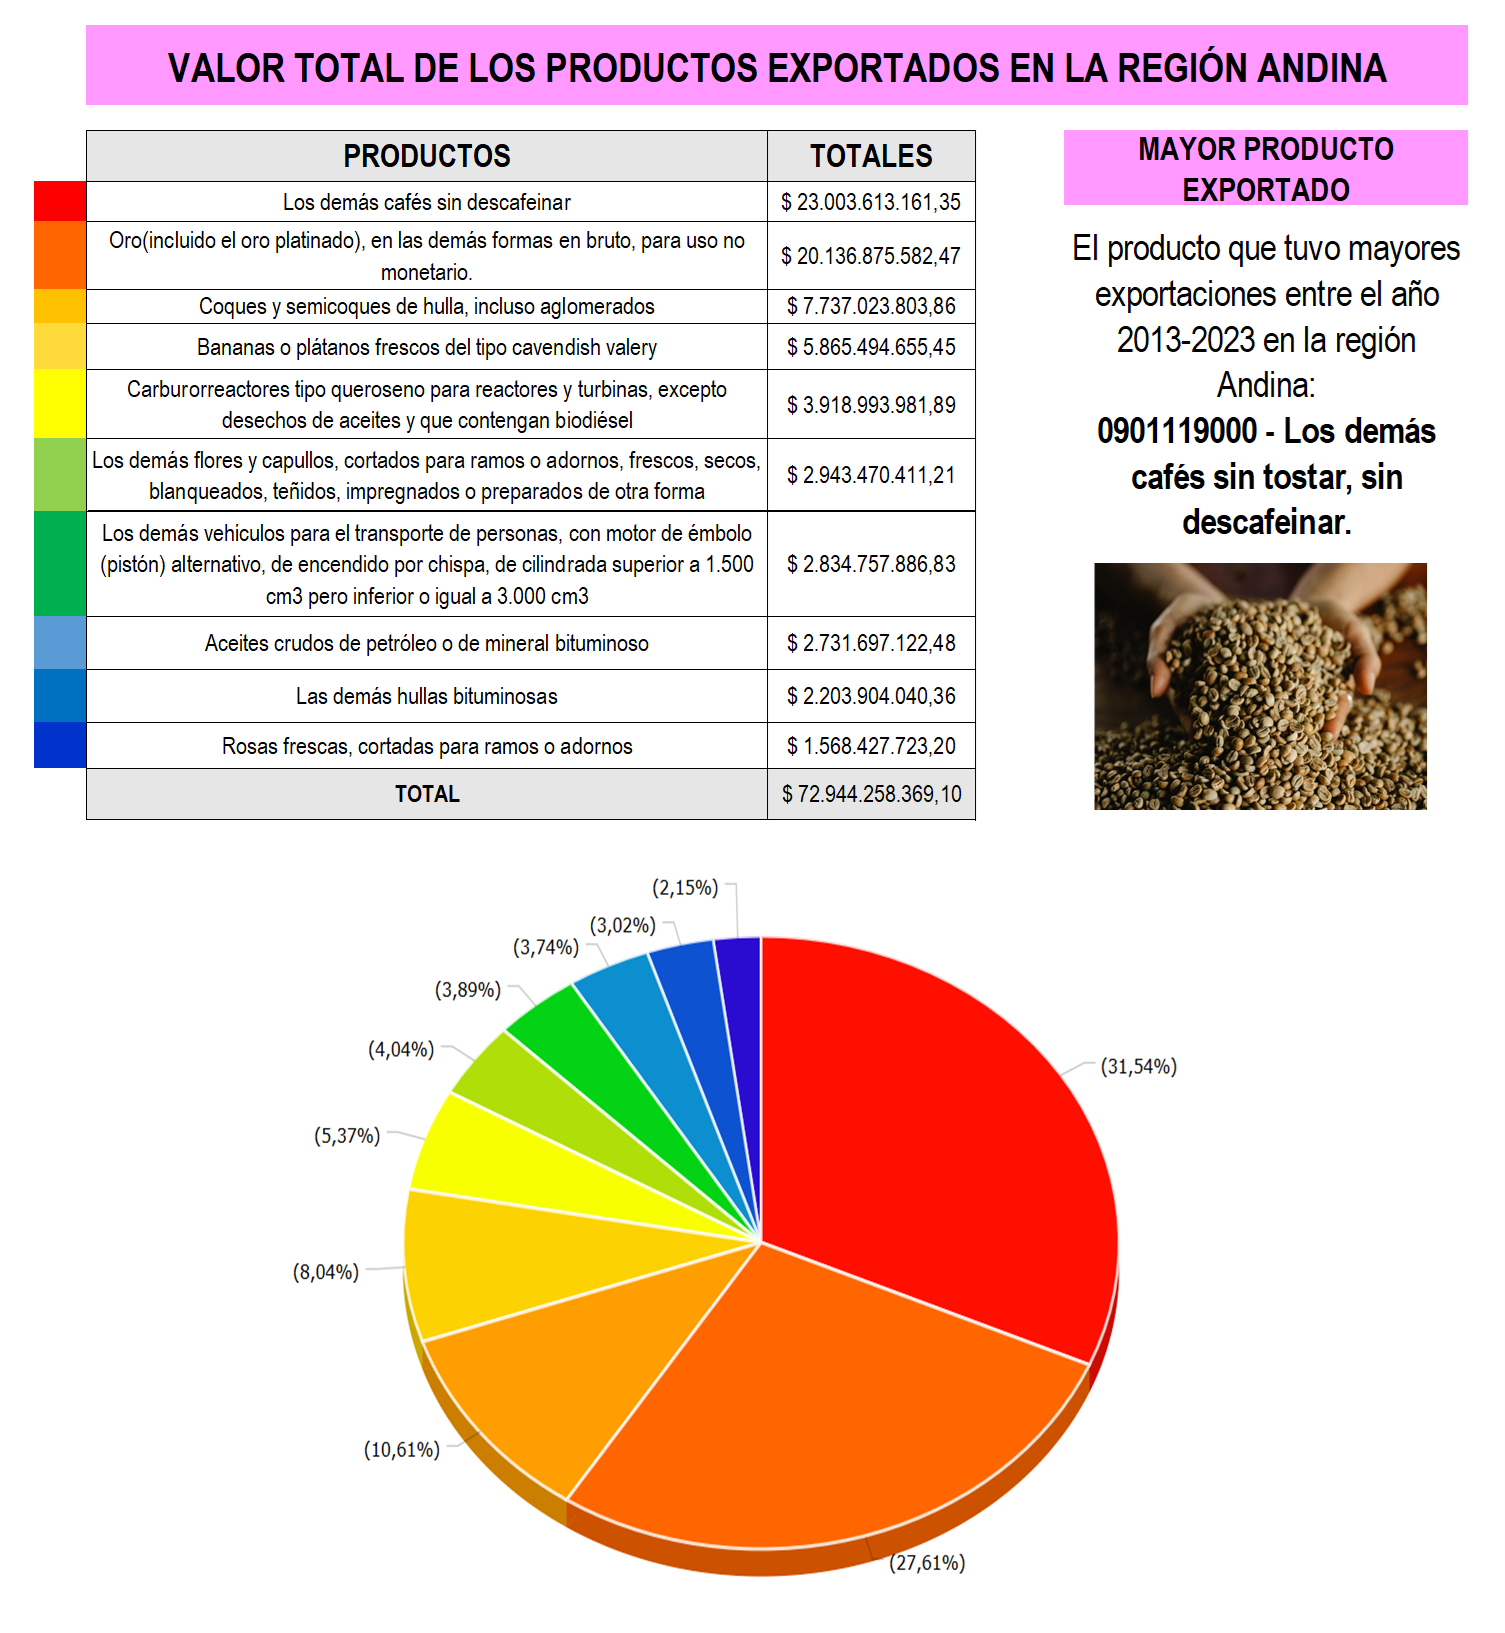 VALOR TOTAL DE LOS PRODUCTOS EXPORTADOS EN LA REGIÓN ANDINA
PRODUCTOS
TOTALES
Los demás cafés sin descafeinar
$ 23.003.613.161,35
Oro(incluido el oro platinado), en las demás formas en bruto, para uso no
monetario.
$ 20.136.875.582,47
Coques y semicoques de hulla, incluso aglomerados
$ 7.737.023.803,86
Bananas o plátanos frescos del tipo cavendish valery
$ 5.865.494.655,45
Carburorreactores tipo queroseno para reactores y turbinas, excepto
desechos de aceites y que contengan biodiésel
$ 3.918.993.981,89
Los demás flores y capullos, cortados para ramos o adornos, frescos, secos,
blanqueados, teñidos, impregnados o preparados de otra forma
$ 2.943.470.411,21
Los demás vehículos para el transporte de personas, con motor de émbolo
(pistón) alternativo, de encendido por chispa, de cilindrada superior a 1.500
cm3 pero inferior o igual a 3.000 cm3
$ 2.834.757.886,83
Aceites crudos de petróleo o de mineral bituminoso
$ 2.731.697.122,48
Las demás hullas bituminosas
$ 2.203.904.040,36
Rosas frescas, cortadas para ramos o adornos
$ 1.568.427.723,20
TOTAL
$ 72.944.258.369,10
MAYOR PRODUCTO
EXPORTADO
El producto que tuvo mayores
exportaciones entre el año
2013-2023 en la región
Andina:
0901119000 - Los demás
cafés sin tostar, sin
descafeinar.
(2,15%)
(3,02%)
(3,74%)
(3,89%)
(4,04%)
(31,54%)
(5,37%)
(8,04%)
(10,61%)
(27,61%)